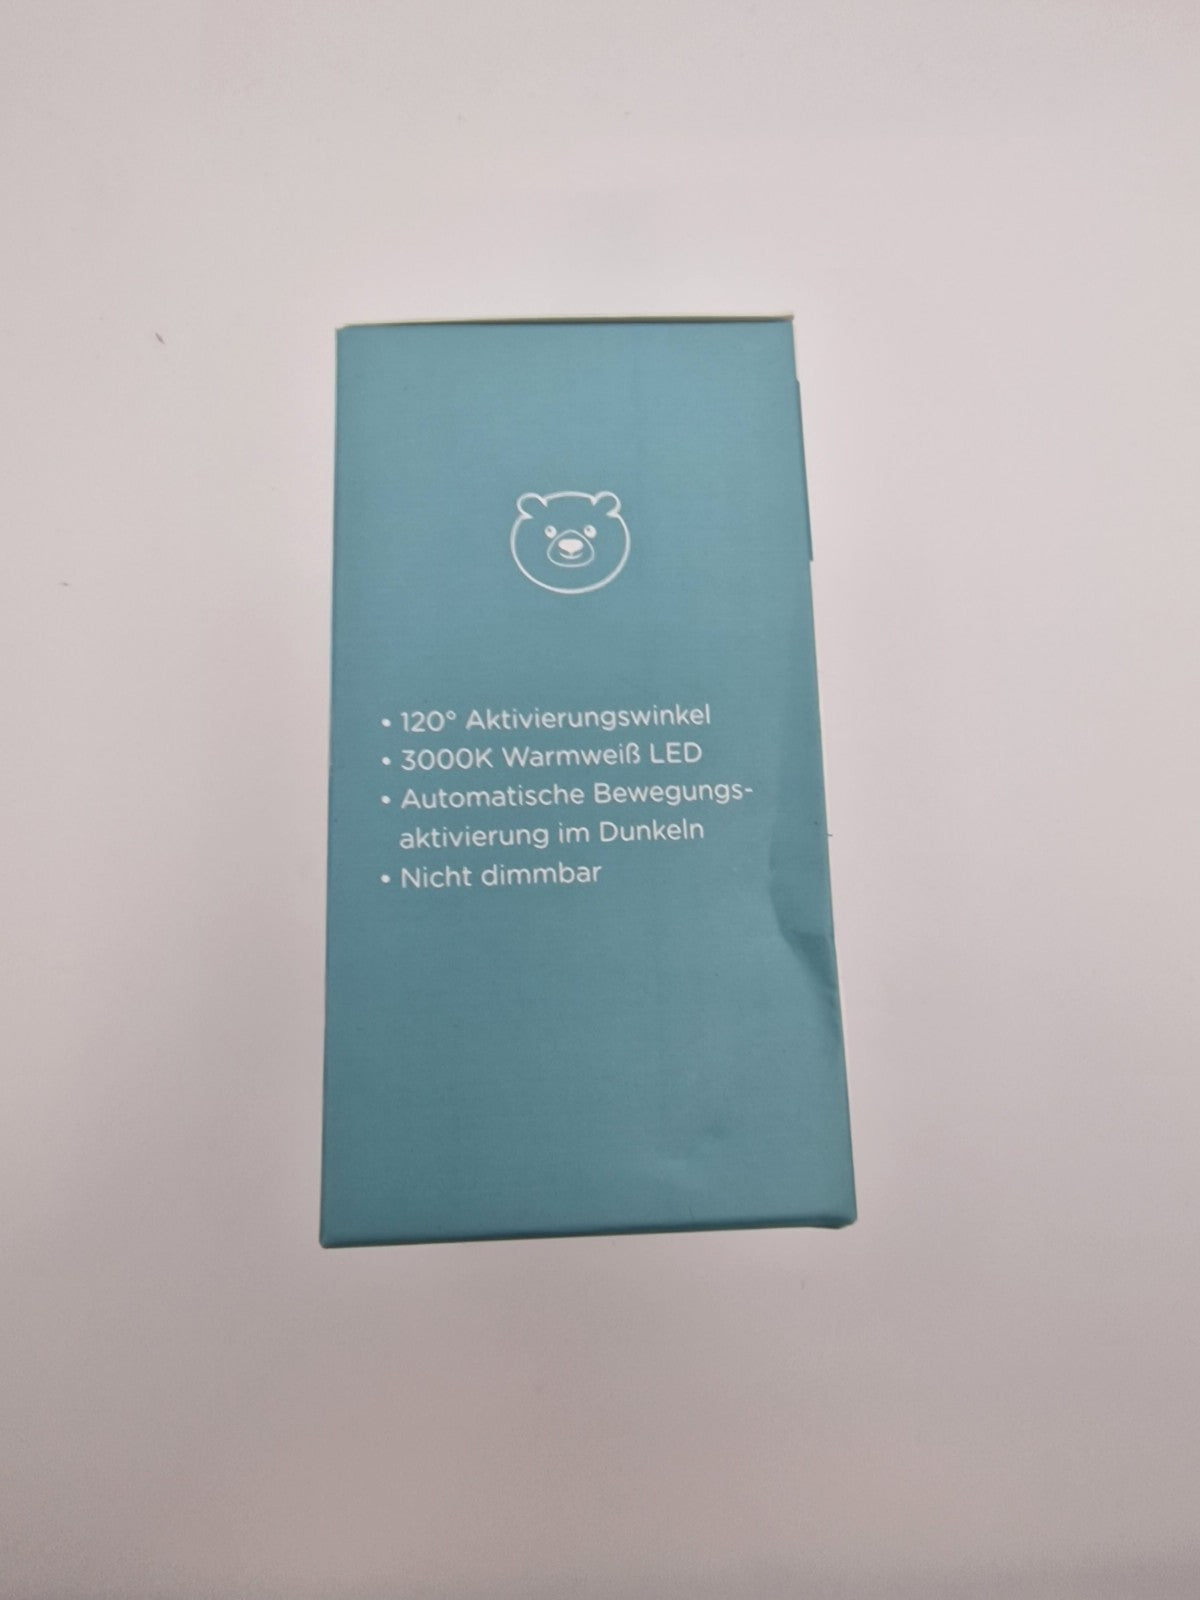 • 120° Aktivierungswinkel
• 3000K Warmweiß LED
• Automatische Bewegungs-
aktivierung im Dunkeln
• Nicht dimmbar